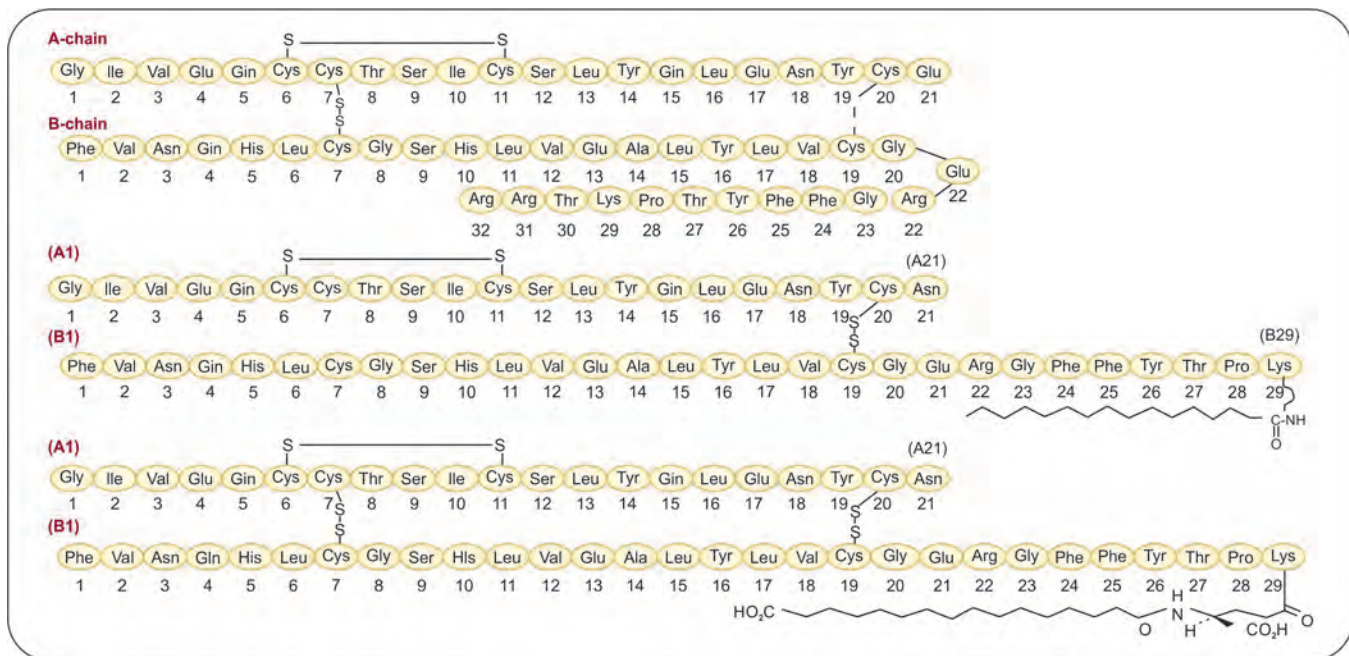 A-chain
S S
Gly Ile Val Glu Gin Cys Cys Thr Ser Ile Cys Ser Leu Tyr Gin Leu Glu Asn Tyr Cys Glu
1 2 3 4 5 6 7 8 9 10 11 12 13 14 15 16 17 18 19 20 21
S
S
B-chain
Phe Val Asn Gin His Leu Cys Gly Ser His Leu Val Glu Ala Leu Tyr Leu Val Cys Gly
Glu
1 2 3 4 5 6 7 8 9 10 11 12 13 14 15 16 17 18 19 20
22
Arg Arg Thr Lys Pro Thr Tyr Phe Phe Gly Arg
32 31 30 29 28 27 26 25 24 23 22
(A1) S S (A21)
Gly Ile Val Glu Gin Cys Cys Thr Ser Ile Cys Ser Leu Tyr Gin Leu Glu Asn Tyr Cys Asn
1 2 3 4 5 6 7 8 9 10 11 12 13 14 15 16 17 18 19 20 21
S
S
(B1) (B29)
Phe Val Asn Gin His Leu Cys Gly Ser His Leu Val Glu Ala Leu Tyr Leu Val Cys Gly Glu Arg Gly Phe Phe Tyr Thr Pro Lys
1 2 3 4 5 6 7 8 9 10 11 12 13 14 15 16 17 18 19 20 21 22 23 24 25 26 27 28 29
C-NH
O
(A1) S S (A21)
Gly Ile Val Glu Gin Cys Cys Thr Ser Ile Cys Ser Leu Tyr Gin Leu Glu Asn Tyr Cys Asn
1 2 3 4 5 6 7 8 9 10 11 12 13 14 15 16 17 18 19 20 21
S S
S S
(B1)
Phe Val Asn Gln His Leu Cys Gly Ser HIs Leu Val Glu Ala Leu Tyr Leu Val Cys Gly Glu Arg Gly Phe Phe Tyr Thr Pro Lys
1 2 3 4 5 6 7 8 9 10 11 12 13 14 15 16 17 18 19 20 21 22 23 24 25 26 27 28 29
HO₂C H
N O
O H CO₂H